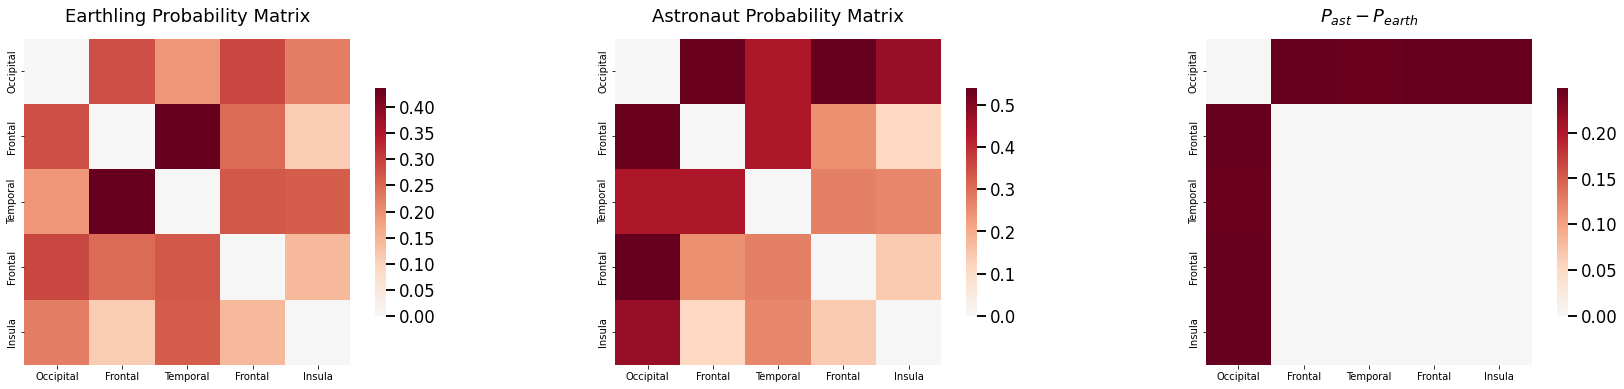 Earthling Probability Matrix
Occipital
Frontal
Temporal
Frontal
Insula
Occipital Frontal Temporal Frontal Insula
0.40
0.35
0.30
0.25
0.20
0.15
0.10
0.05
0.00
Astronaut Probability Matrix
Occipital
Frontal
Temporal
Frontal
Insula
Occipital Frontal Temporal Frontal Insula
0.5
0.4
0.3
0.2
0.1
0.0
P_ast − P_earth
Occipital
Frontal
Temporal
Frontal
Insula
Occipital Frontal Temporal Frontal Insula
0.20
0.15
0.10
0.05
0.00